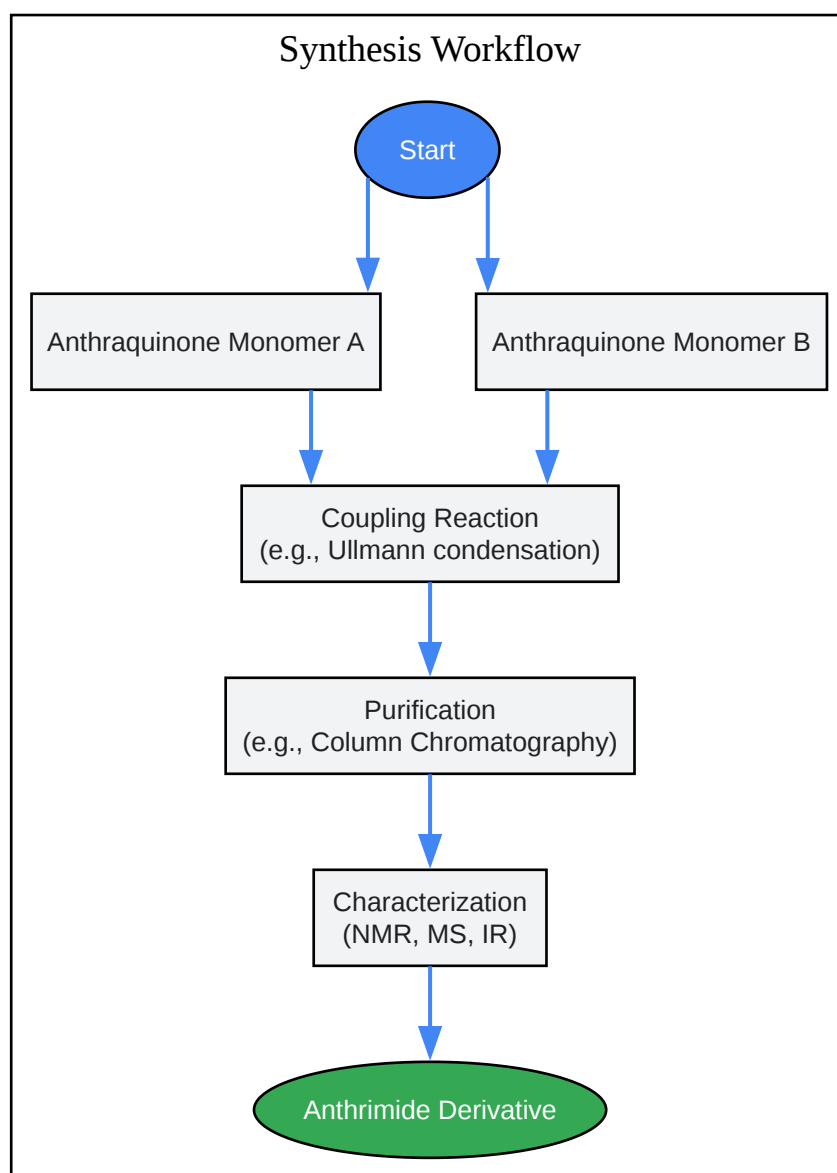 Synthesis Workflow
Start
Anthraquinone Monomer A
Anthraquinone Monomer B
Coupling Reaction
(e.g., Ullmann condensation)
Purification
(e.g., Column Chromatography)
Characterization
(NMR, MS, IR)
Anthrimide Derivative